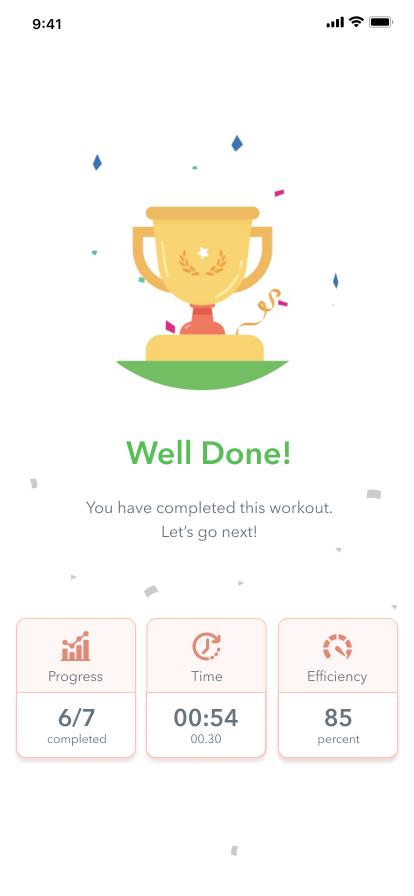 9:41
Well Done!
You have completed this workout.
Let's go next!
Progress
Time
Efficiency
6/7
00:54
85
completed
00.30
percent